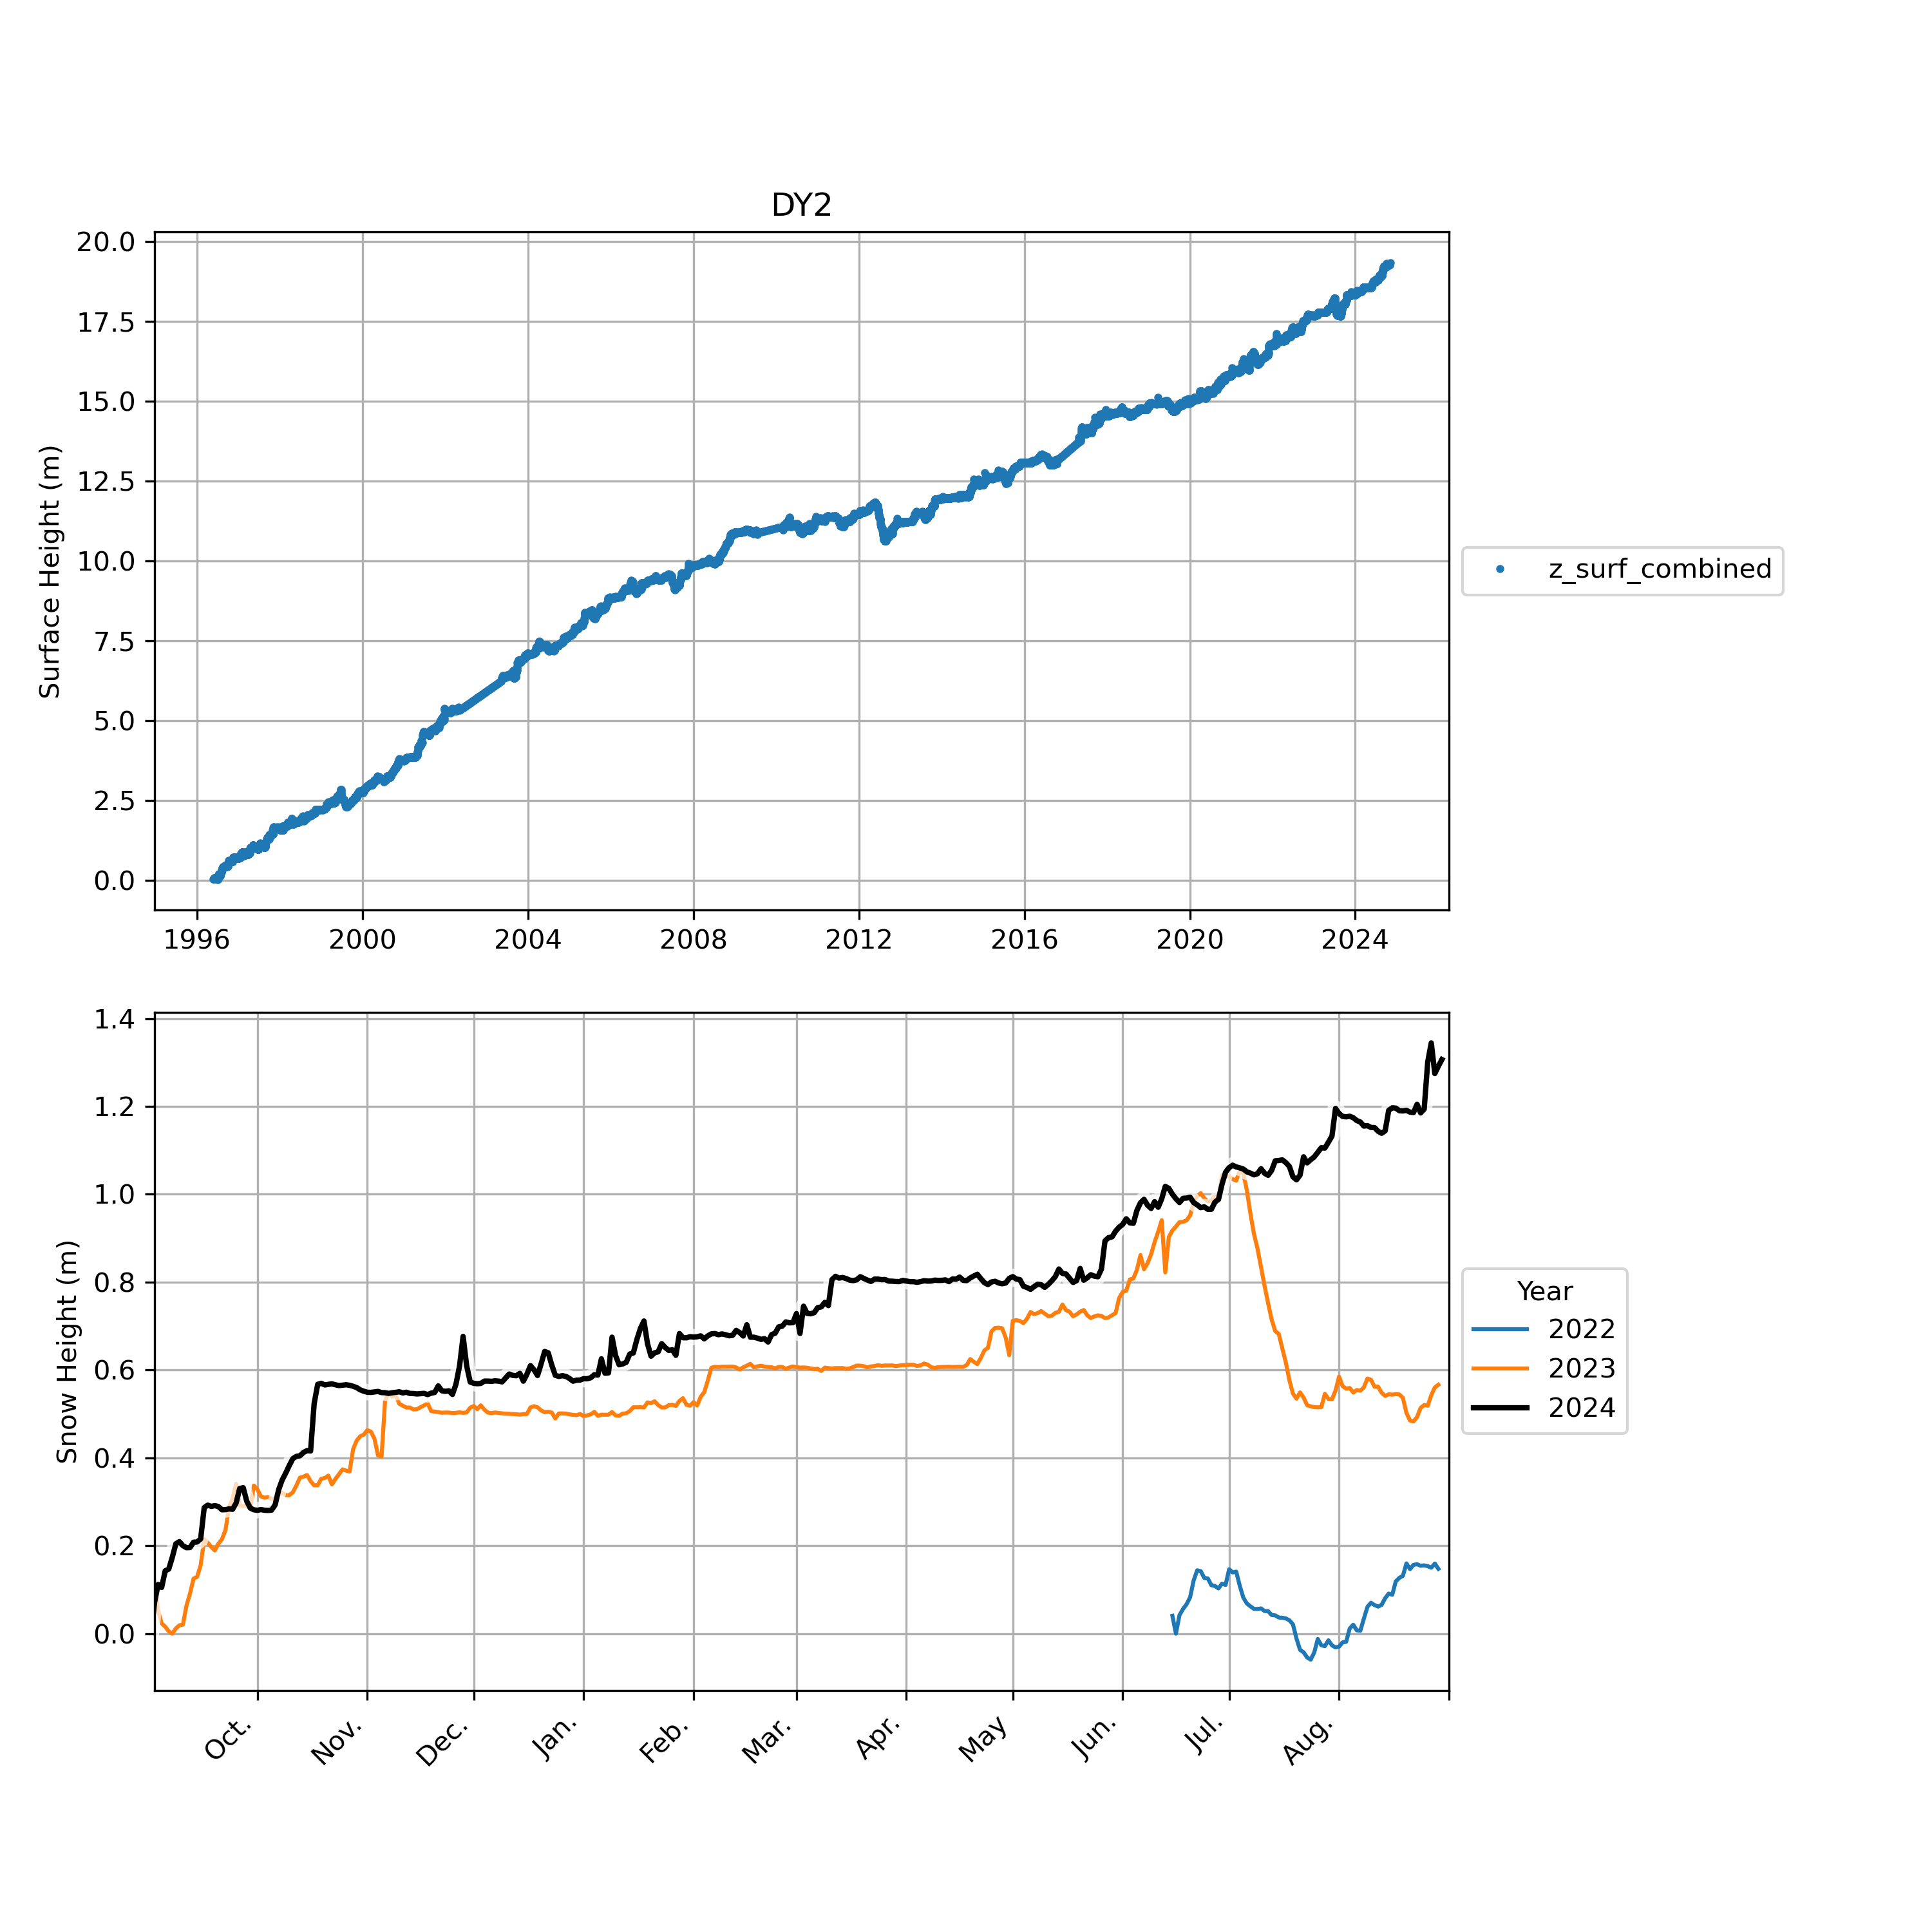 DY2
Surface Height (m)
20.0
17.5
15.0
12.5
10.0
7.5
5.0
2.5
0.0
1996 2000 2004 2008 2012 2016 2020 2024
z_surf_combined
Snow Height (m)
1.4
1.2
1.0
0.8
0.6
0.4
0.2
0.0
Oct. Nov. Dec. Jan. Feb. Mar. Apr. May Jun. Jul. Aug.
Year
2022
2023
2024